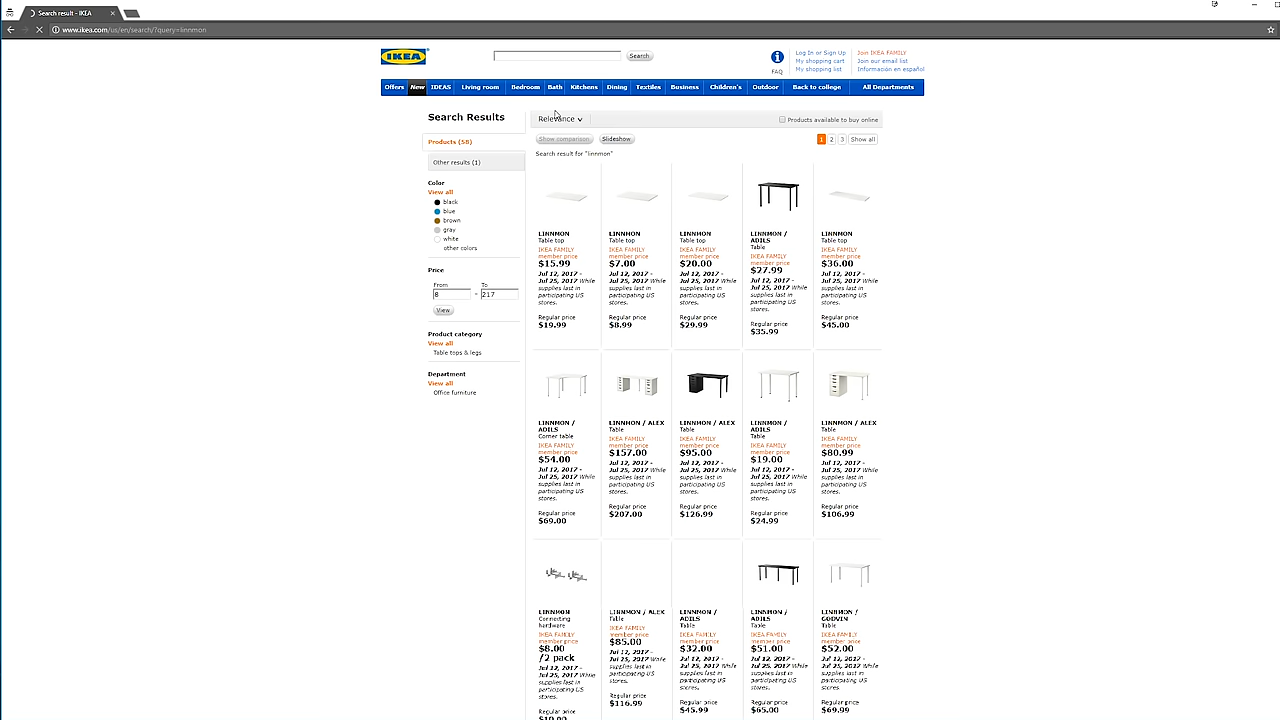 Search result - IKEA
www.ikea.com/us/en/search/?query=linnmon
IKEA
Search
FAQ
Log In or Sign Up
My shopping cart
My shopping list
Join IKEA FAMILY
Join our email list
Información en español
Offers New IDEAS Living room Bedroom Bath Kitchens Dining Textiles Business Children's Outdoor Back to college All Departments
Search Results
Products (58)
Other results (1)
Color
View all
black
blue
brown
gray
white
other colors
Price
From To
8 - 217
View
Product category
View all
Table tops & legs
Department
View all
Office furniture
Relevance
Products available to buy online
Show comparison Slideshow
1 2 3 Show all
Search result for "linnmon"
LINNMON
Table top
IKEA FAMILY
member price
$15.99
Jul 12, 2017 -
Jul 25, 2017 While
supplies last in
participating US
stores.
Regular price
$19.99
LINNMON
Table top
IKEA FAMILY
member price
$7.00
Jul 12, 2017 -
Jul 25, 2017 While
supplies last in
participating US
stores.
Regular price
$8.99
LINNMON
Table top
IKEA FAMILY
member price
$20.00
Jul 12, 2017 -
Jul 25, 2017 While
supplies last in
participating US
stores.
Regular price
$29.99
LINNMON /
ADILS
Table
IKEA FAMILY
member price
$27.99
Jul 12, 2017 -
Jul 25, 2017 While
supplies last in
participating US
stores.
Regular price
$35.99
LINNMON
Table top
IKEA FAMILY
member price
$36.00
Jul 12, 2017 -
Jul 25, 2017 While
supplies last in
participating US
stores.
Regular price
$45.00
LINNMON /
ADILS
Corner table
IKEA FAMILY
member price
$54.00
Jul 12, 2017 -
Jul 25, 2017 While
supplies last in
participating US
stores.
Regular price
$69.00
LINNMON / ALEX
Table
IKEA FAMILY
member price
$157.00
Jul 12, 2017 -
Jul 25, 2017 While
supplies last in
participating US
stores.
Regular price
$207.00
LINNMON / ALEX
Table
IKEA FAMILY
member price
$95.00
Jul 12, 2017 -
Jul 25, 2017 While
supplies last in
participating US
stores.
Regular price
$126.99
LINNMON /
ADILS
Table
IKEA FAMILY
member price
$19.00
Jul 12, 2017 -
Jul 25, 2017 While
supplies last in
participating US
stores.
Regular price
$24.99
LINNMON / ALEX
Table
IKEA FAMILY
member price
$80.99
Jul 12, 2017 -
Jul 25, 2017 While
supplies last in
participating US
stores.
Regular price
$106.99
LINNMON
Connecting
hardware
IKEA FAMILY
member price
$8.00
/2 pack
Jul 12, 2017 -
Jul 25, 2017 While
supplies last in
participating US
stores.
Regular price
$10.00
LINNMON / ALEX
Table
IKEA FAMILY
member price
$85.00
Jul 12, 2017 -
Jul 25, 2017 While
supplies last in
participating US
stores.
Regular price
$116.99
LINNMON /
ADILS
Table
IKEA FAMILY
member price
$32.00
Jul 12, 2017 -
Jul 25, 2017 While
supplies last in
participating US
stores.
Regular price
$45.99
LINNMON /
ADILS
Table
IKEA FAMILY
member price
$51.00
Jul 12, 2017 -
Jul 25, 2017 While
supplies last in
participating US
stores.
Regular price
$65.00
LINNMON /
GODVIN
Table
IKEA FAMILY
member price
$52.00
Jul 12, 2017 -
Jul 25, 2017 While
supplies last in
participating US
stores.
Regular price
$69.99